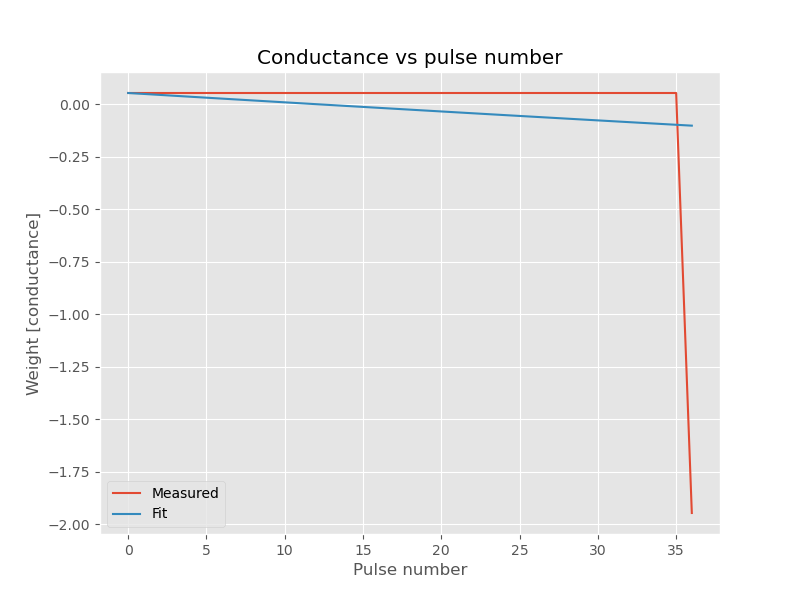 Conductance vs pulse number
Weight [conductance]
0.00
−0.25
−0.50
−0.75
−1.00
−1.25
−1.50
−1.75
−2.00
Measured
Fit
0 5 10 15 20 25 30 35
Pulse number